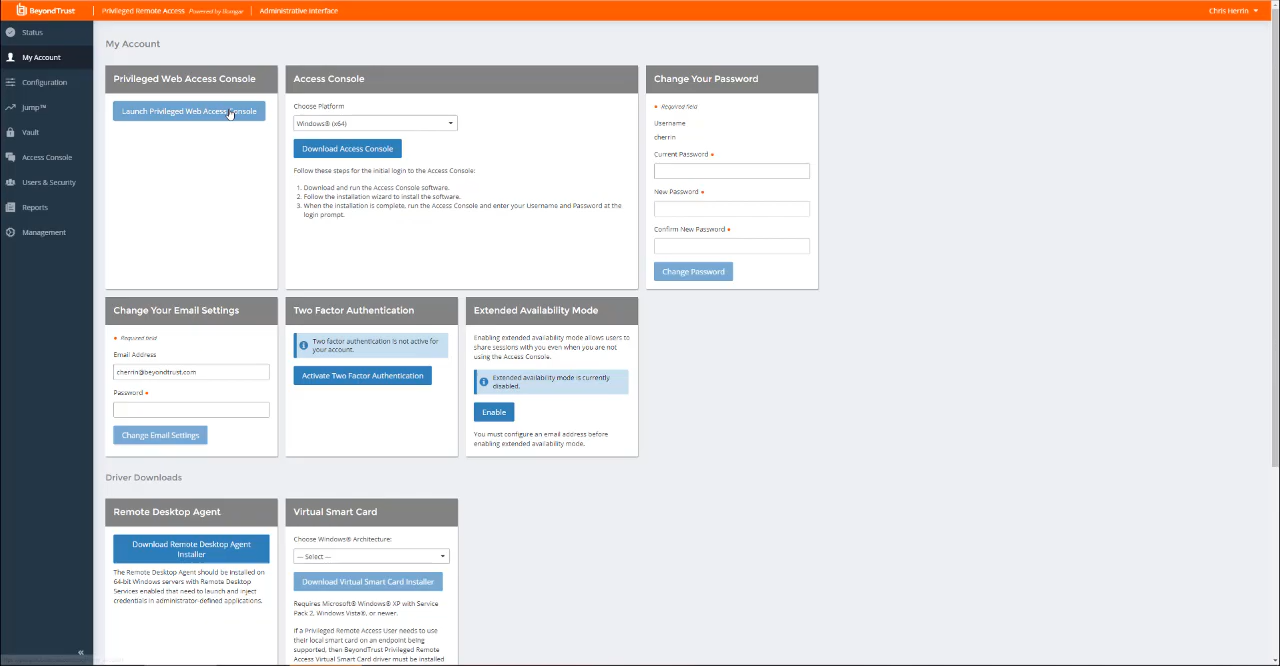 BeyondTrust
Privileged Remote Access Powered by Bomgar
Administrative Interface
Chris Herrin
Status
My Account
Configuration
Jump™
Vault
Access Console
Users & Security
Reports
Management
«
My Account
Privileged Web Access Console
Launch Privileged Web Access Console
Access Console
Choose Platform
Windows® (x64)
Download Access Console
Follow these steps for the initial login to the Access Console:
1. Download and run the Access Console software.
2. Follow the installation wizard to install the software.
3. When the installation is complete, run the Access Console and enter your Username and Password at the
login prompt.
Change Your Password
• Required field
Username
cherrin
Current Password •
New Password •
Confirm New Password •
Change Password
Change Your Email Settings
• Required field
Email Address
cherrin@beyondtrust.com
Password •
Change Email Settings
Two Factor Authentication
Two factor authentication is not active for
your account.
Activate Two Factor Authentication
Extended Availability Mode
Enabling extended availability mode allows users to
share sessions with you even when you are not
using the Access Console.
Extended availability mode is currently
disabled.
Enable
You must configure an email address before
enabling extended availability mode.
Driver Downloads
Remote Desktop Agent
Download Remote Desktop Agent
Installer
The Remote Desktop Agent should be installed on
64-bit Windows servers with Remote Desktop
Services enabled that need to launch and inject
credentials in administrator-defined applications.
Virtual Smart Card
Choose Windows® Architecture:
--- Select ---
Download Virtual Smart Card Installer
Requires Microsoft® Windows® XP with Service
Pack 2, Windows Vista®, or newer.
If a Privileged Remote Access User needs to use
their local smart card on an endpoint being
supported, then BeyondTrust Privileged Remote
Access Virtual Smart Card driver must be installed